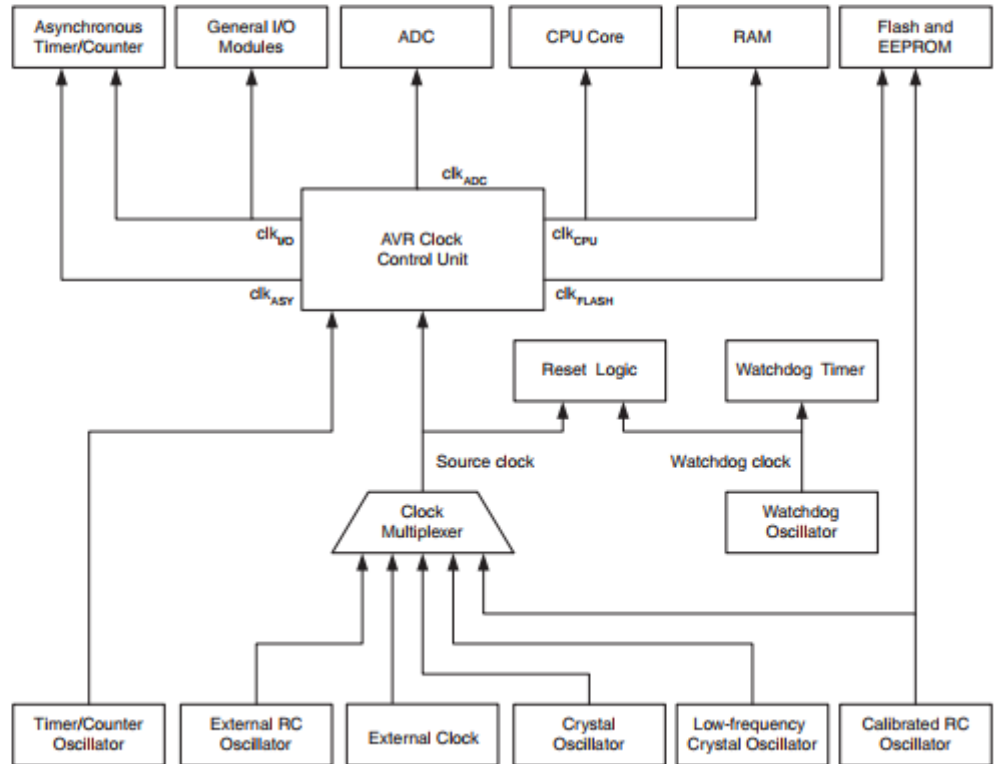 Asynchronous
Timer/Counter
General I/O
Modules
ADC
CPU Core
RAM
Flash and
EEPROM
clkADC
clkI/O
AVR Clock
Control Unit
clkCPU
clkASY
clkFLASH
Reset Logic
Watchdog Timer
Source clock
Watchdog clock
Clock
Multiplexer
Watchdog
Oscillator
Timer/Counter
Oscillator
External RC
Oscillator
External Clock
Crystal
Oscillator
Low-frequency
Crystal Oscillator
Calibrated RC
Oscillator